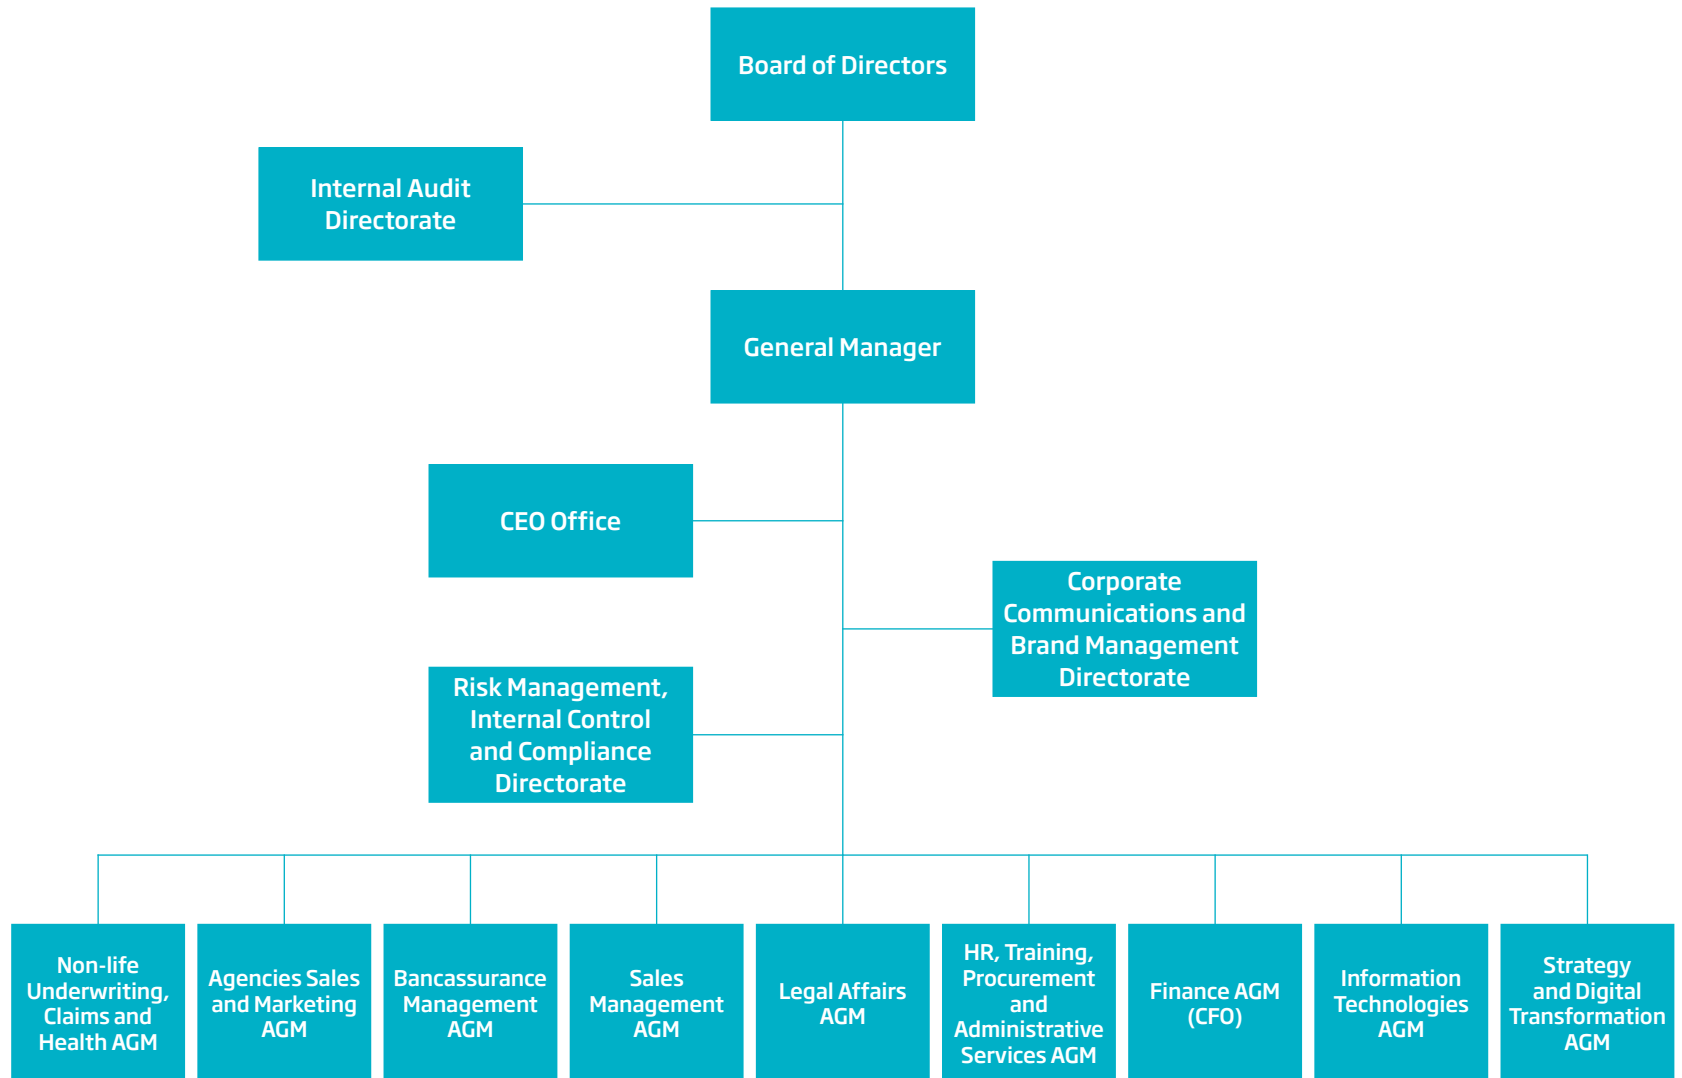 Board of Directors
Internal Audit
Directorate
General Manager
CEO Office
Corporate
Communications and
Brand Management
Directorate
Risk Management,
Internal Control
and Compliance
Directorate
Non-life
Underwriting,
Claims and
Health AGM
Agencies Sales
and Marketing
AGM
Bancassurance
Management
AGM
Sales
Management
AGM
Legal Affairs
AGM
HR, Training,
Procurement
and
Administrative
Services AGM
Finance AGM
(CFO)
Information
Technologies
AGM
Strategy
and Digital
Transformation
AGM